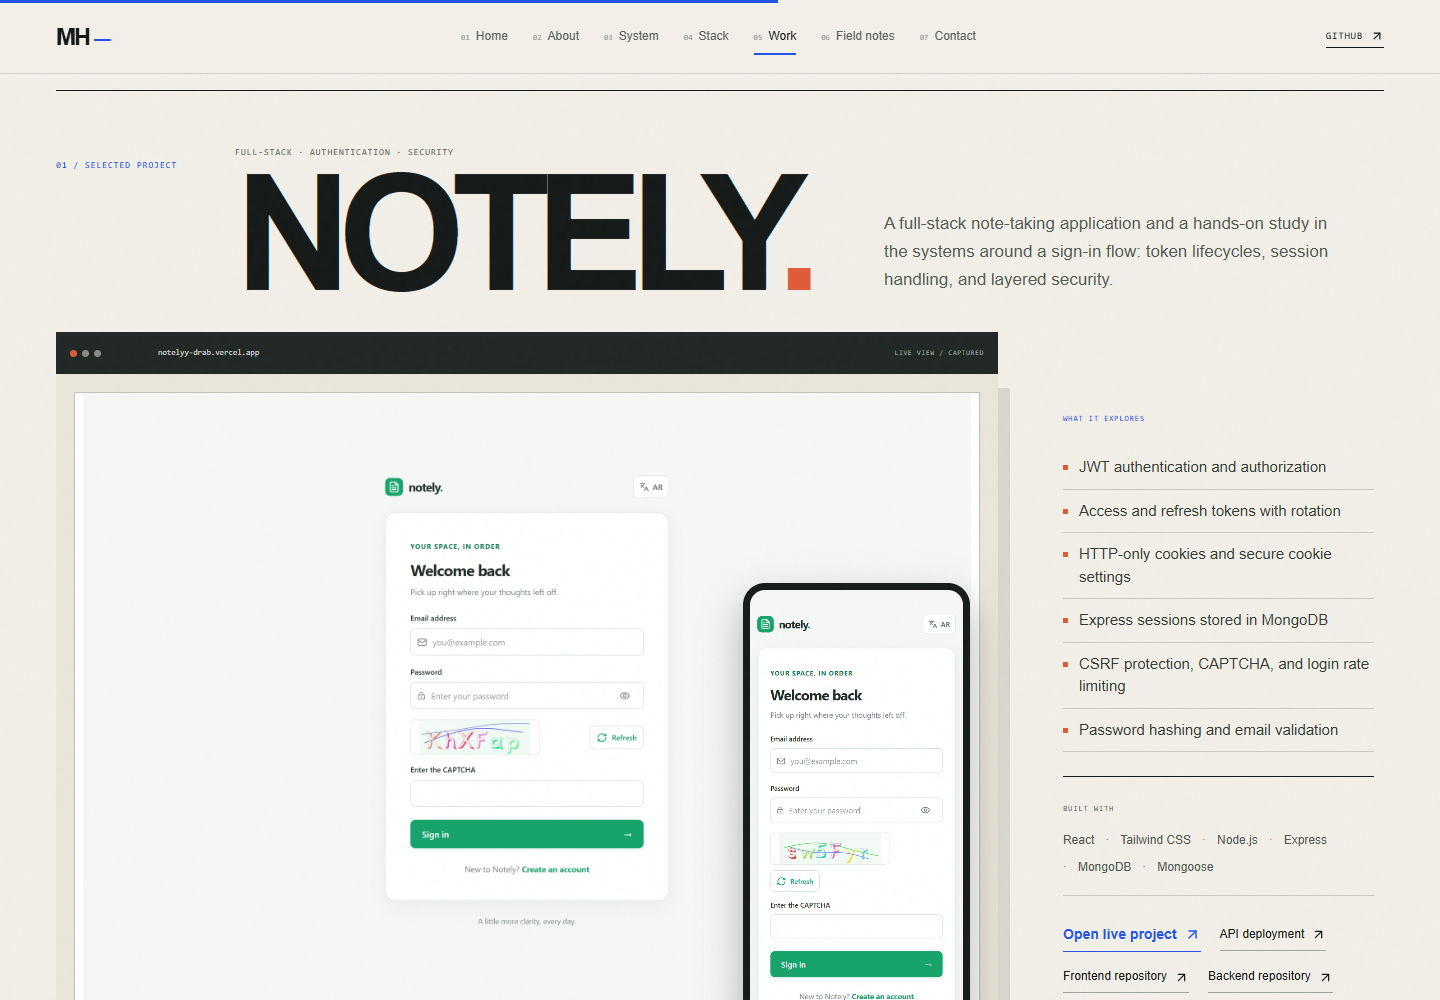 MH
01 Home
02 About
03 System
04 Stack
05 Work
06 Field notes
07 Contact
GITHUB
01 / SELECTED PROJECT
FULL-STACK · AUTHENTICATION · SECURITY
NOTELY.
A full-stack note-taking application and a hands-on study in
the systems around a sign-in flow: token lifecycles, session
handling, and layered security.
notelyy-drab.vercel.app
LIVE VIEW / CAPTURED
notely.
AR
YOUR SPACE, IN ORDER
Welcome back
Pick up right where your thoughts left off.
Email address
you@example.com
Password
Enter your password
KhXFap
Refresh
Enter the CAPTCHA
Sign in →
New to Notely? Create an account
A little more clarity, every day.
notely.
AR
YOUR SPACE, IN ORDER
Welcome back
Pick up right where your thoughts left off.
Email address
you@example.com
Password
Enter your password
Refresh
Enter the CAPTCHA
Sign in →
New to Notely? Create an account
WHAT IT EXPLORES
JWT authentication and authorization
Access and refresh tokens with rotation
HTTP-only cookies and secure cookie
settings
Express sessions stored in MongoDB
CSRF protection, CAPTCHA, and login rate
limiting
Password hashing and email validation
BUILT WITH
React · Tailwind CSS · Node.js · Express
· MongoDB · Mongoose
Open live project
API deployment
Frontend repository
Backend repository